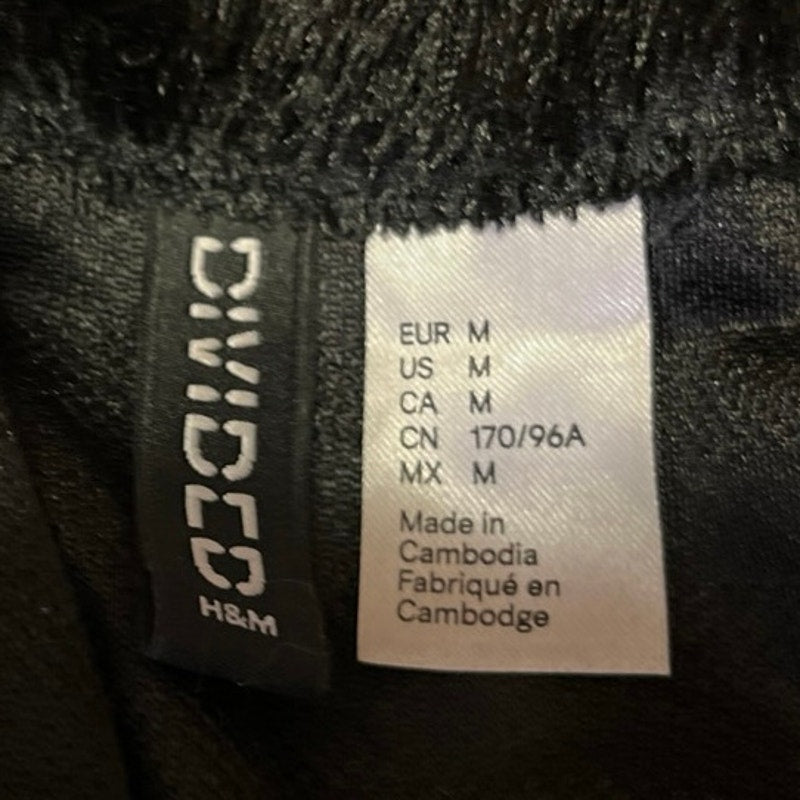 DIVIDED
H&M
EUR M
US M
CA M
CN 170/96A
MX M
Made in
Cambodia
Fabriqué en
Cambodge